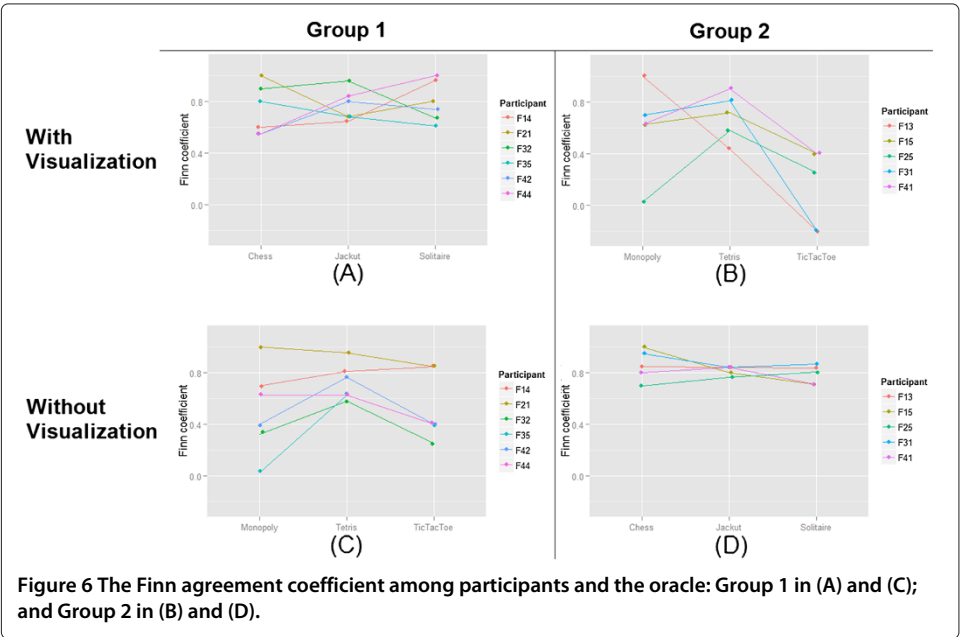 Group 1
Group 2
With
Visualization
Finn coefficient
0.8
0.4
0.0
Chess Jackut Solitaire
(A)
Participant
F14
F21
F32
F35
F42
F44
Finn coefficient
0.8
0.4
0.0
Monopoly Tetris TicTacToe
(B)
Participant
F13
F15
F25
F31
F41
Without
Visualization
Finn coefficient
0.8
0.4
0.0
Monopoly Tetris TicTacToe
(C)
Participant
F14
F21
F32
F35
F42
F44
Finn coefficient
0.8
0.4
0.0
Chess Jackut Solitaire
(D)
Participant
F13
F15
F25
F31
F41
Figure 6 The Finn agreement coefficient among participants and the oracle: Group 1 in (A) and (C);
and Group 2 in (B) and (D).